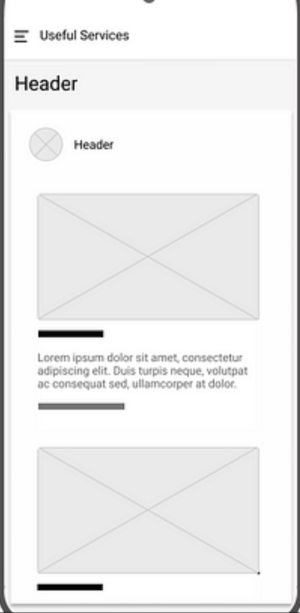 Useful Services
Header
Header
Lorem ipsum dolor sit amet, consectetur
adipiscing elit. Duis turpis neque, volutpat
ac consequat sed, ullamcorper at dolor.